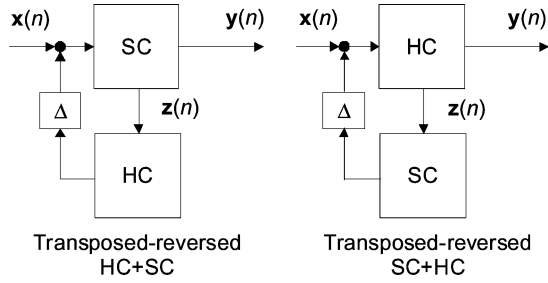 x(n)
y(n)
SC
Δ
z(n)
HC
Transposed-reversed
HC+SC
x(n)
y(n)
HC
Δ
z(n)
SC
Transposed-reversed
SC+HC